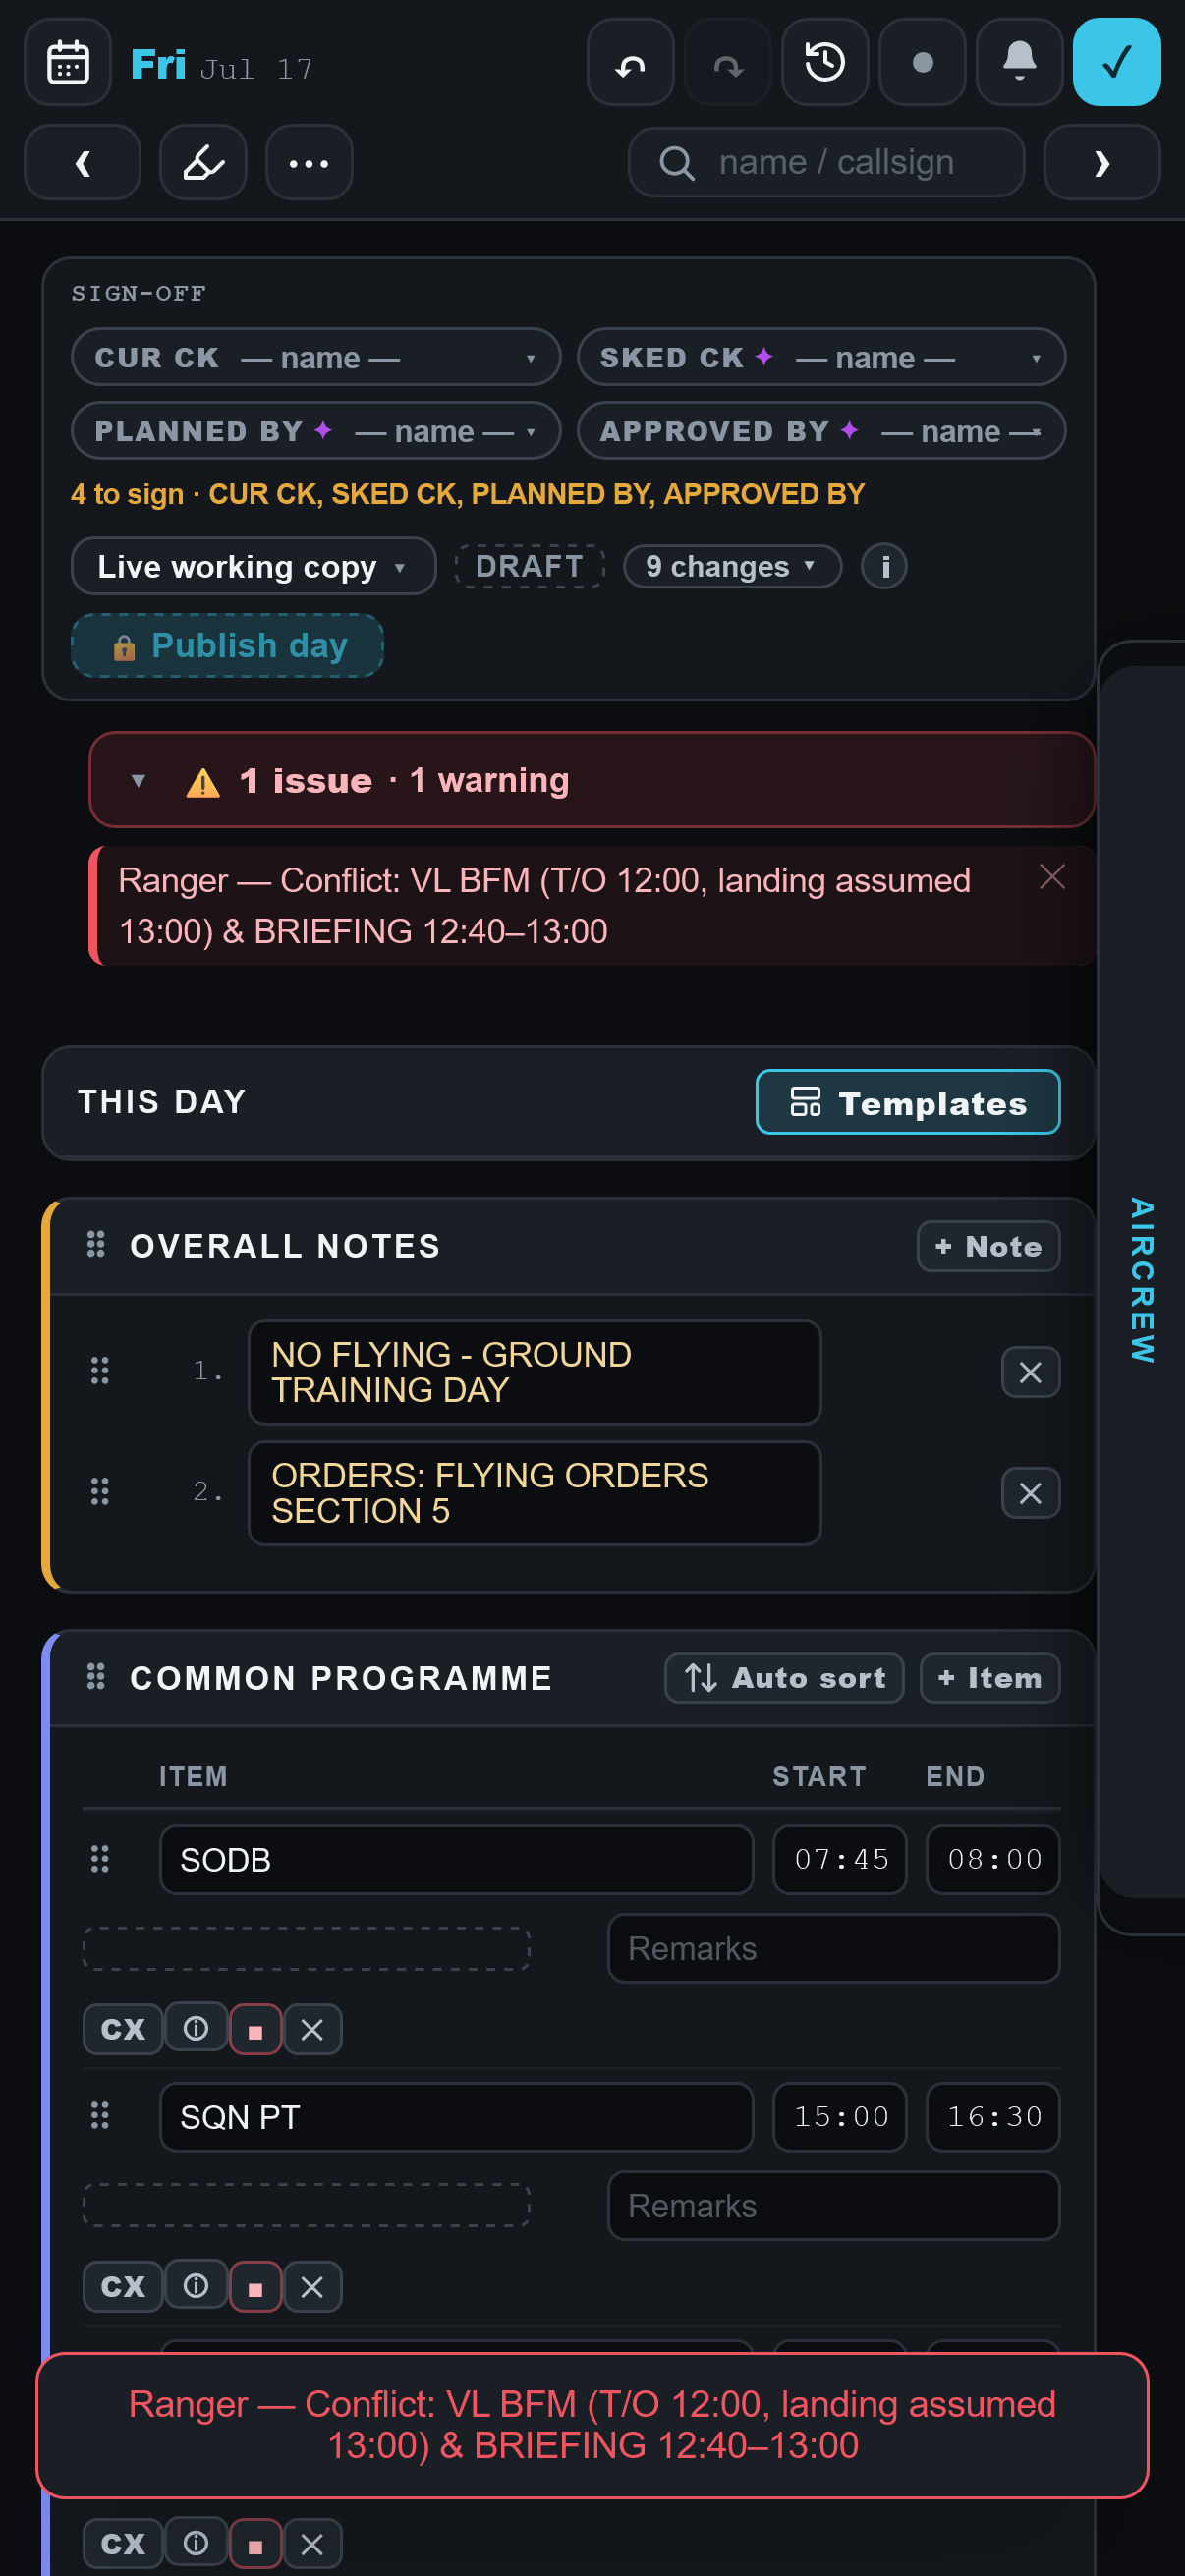 Fri Jul 17
name / callsign
SIGN-OFF
CUR CK — name —
SKED CK ✦ — name —
PLANNED BY ✦ — name —
APPROVED BY ✦ — name —
4 to sign · CUR CK, SKED CK, PLANNED BY, APPROVED BY
Live working copy
DRAFT
9 changes
i
Publish day
1 issue · 1 warning
Ranger — Conflict: VL BFM (T/O 12:00, landing assumed
13:00) & BRIEFING 12:40–13:00
THIS DAY
Templates
AIRCREW
OVERALL NOTES
+ Note
1.
NO FLYING - GROUND
TRAINING DAY
2.
ORDERS: FLYING ORDERS
SECTION 5
COMMON PROGRAMME
Auto sort
+ Item
ITEM START END
SODB 07:45 08:00
Remarks
CX
SQN PT 15:00 16:30
Remarks
CX
Ranger — Conflict: VL BFM (T/O 12:00, landing assumed
13:00) & BRIEFING 12:40–13:00
CX